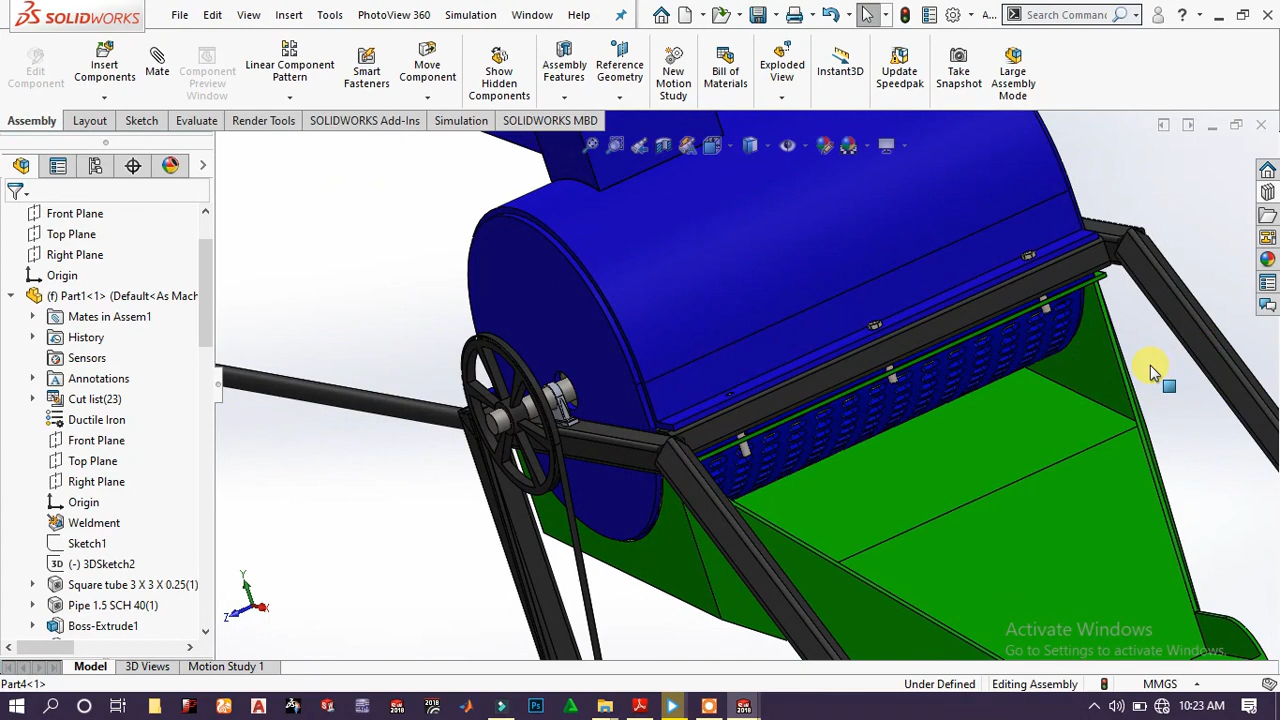 SOLIDWORKS File Edit View Insert Tools PhotoView 360 Simulation Window Help A... Search Command ?
Edit Component
Insert Components
Mate
Component Preview Window
Linear Component Pattern
Smart Fasteners
Move Component
Show Hidden Components
Assembly Features
Reference Geometry
New Motion Study
Bill of Materials
Exploded View
Instant3D
Update Speedpak
Take Snapshot
Large Assembly Mode
Assembly Layout Sketch Evaluate Render Tools SOLIDWORKS Add-Ins Simulation SOLIDWORKS MBD
Front Plane
Top Plane
Right Plane
Origin
(f) Part1<1> (Default<As Mach
Mates in Assem1
History
Sensors
Annotations
Cut list(23)
Ductile Iron
Front Plane
Top Plane
Right Plane
Origin
Weldment
Sketch1
3D (-) 3DSketch2
Square tube 3 X 3 X 0.25(1)
Pipe 1.5 SCH 40(1)
Boss-Extrude1
Y
Z X
Activate Windows
Go to Settings to activate Windows.
Model 3D Views Motion Study 1
Part4<1> Under Defined Editing Assembly MMGS
10:23 AM